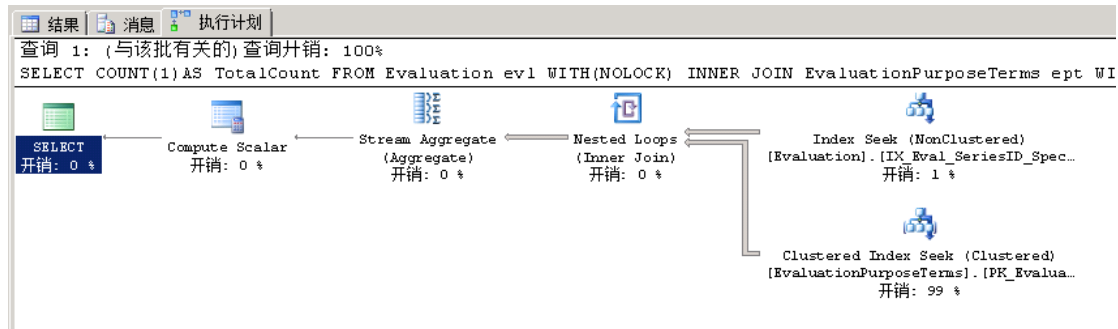 结果 消息 执行计划
查询 1: (与该批有关的)查询开销: 100%
SELECT COUNT(1)AS TotalCount FROM Evaluation evl WITH(NOLOCK) INNER JOIN EvaluationPurposeTerms ept WI
SELECT
开销: 0 %
Compute Scalar
开销: 0 %
Stream Aggregate
(Aggregate)
开销: 0 %
Nested Loops
(Inner Join)
开销: 0 %
Index Seek (NonClustered)
[Evaluation].[IX_Eval_SeriesID_Spec…
开销: 1 %
Clustered Index Seek (Clustered)
[EvaluationPurposeTerms].[PK_Evalua…
开销: 99 %